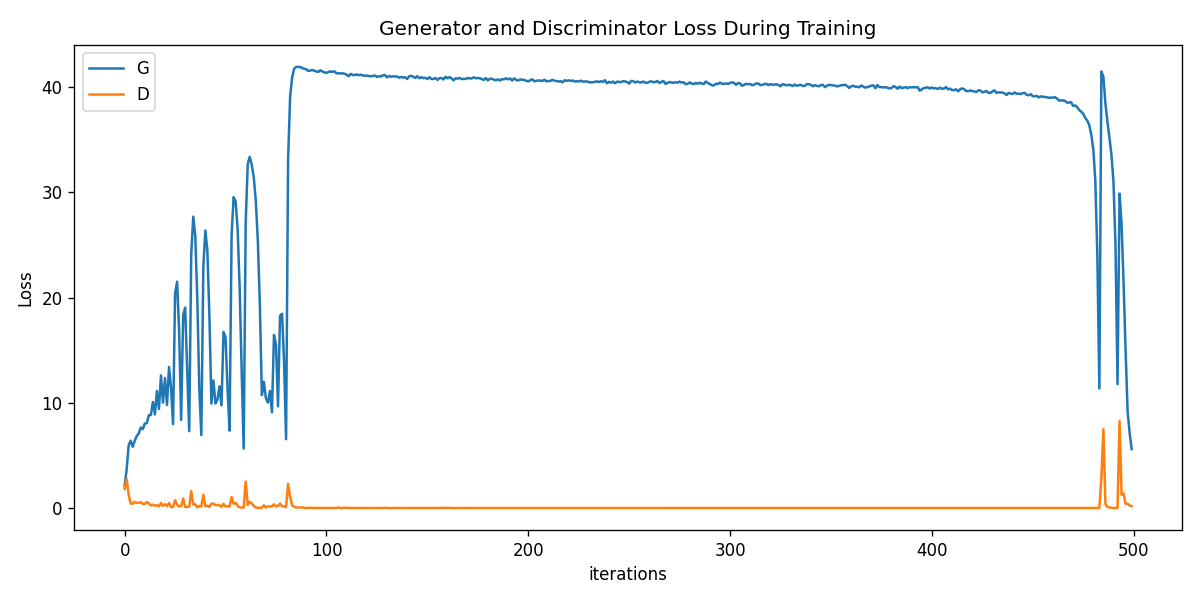 Generator and Discriminator Loss During Training
G
D
40
30
20
10
0
Loss
0 100 200 300 400 500
iterations